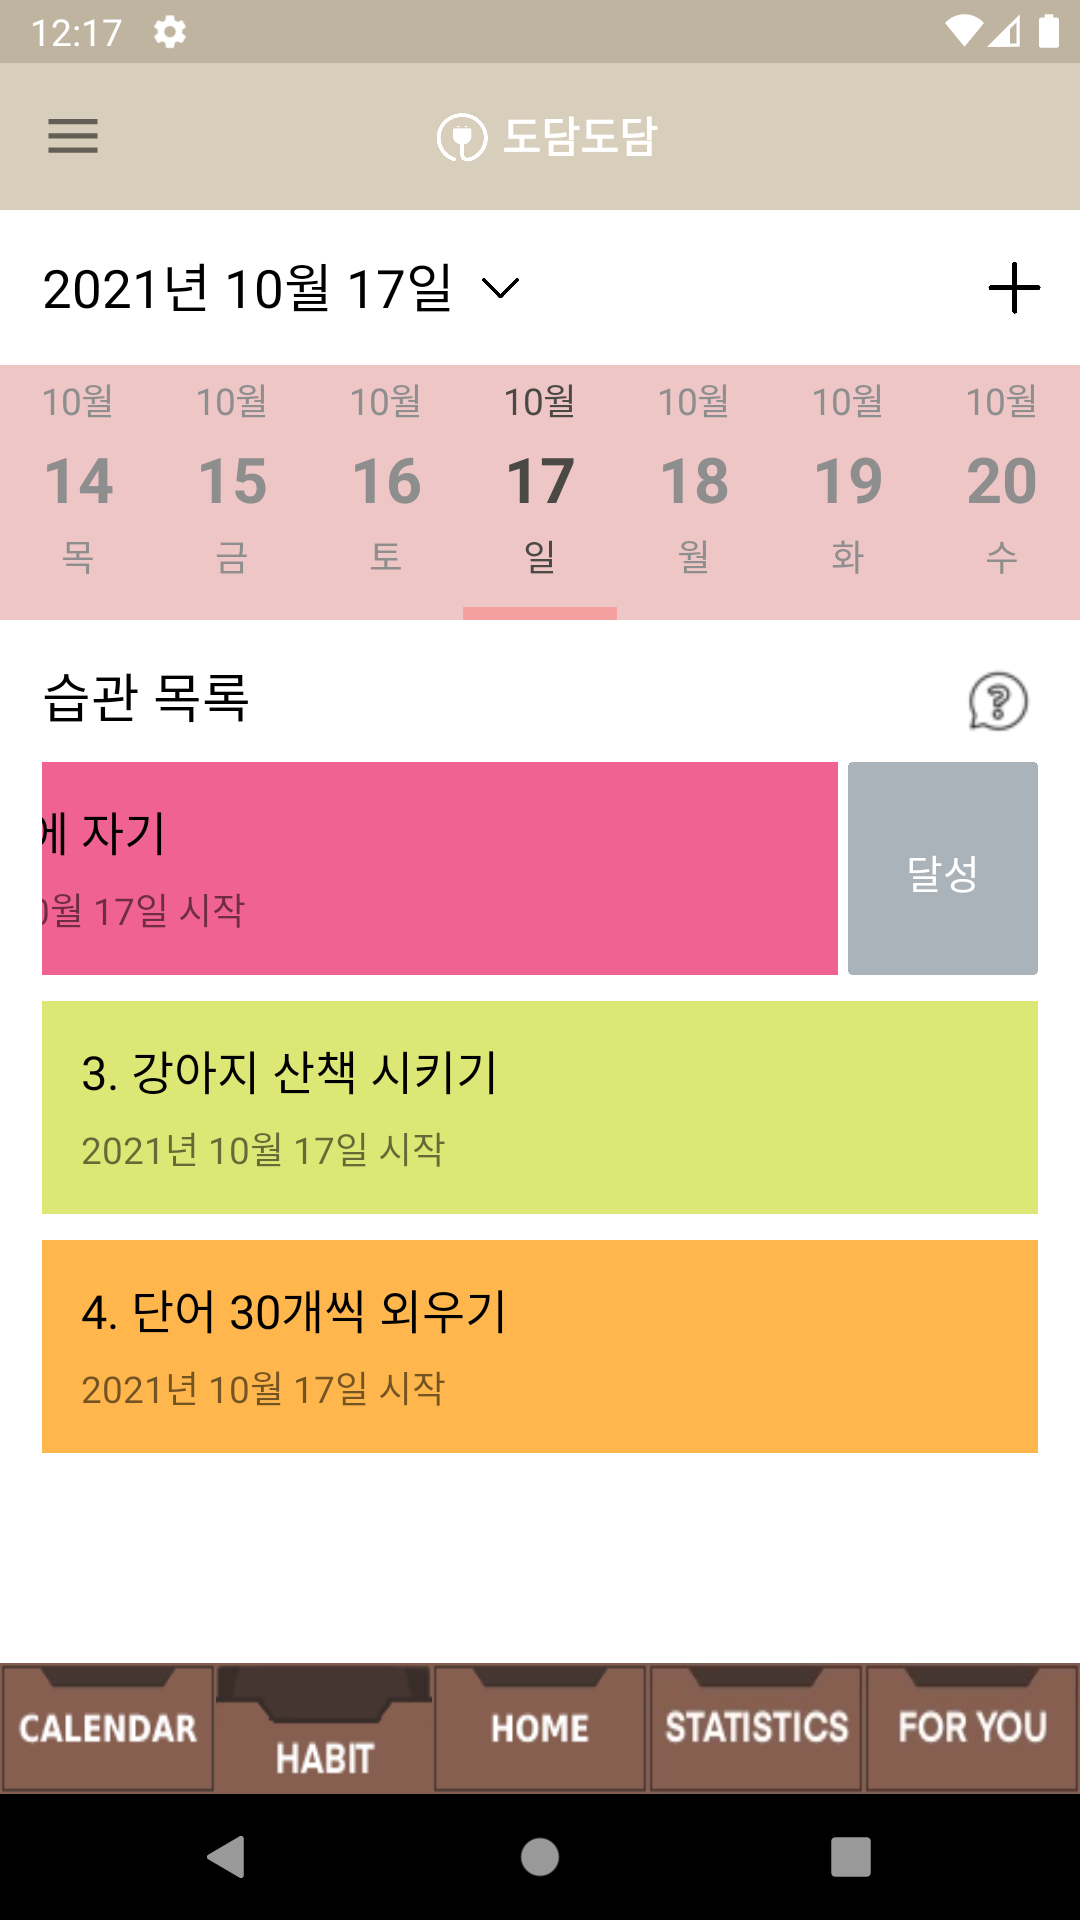 12:17
도담도담
2021년 10월 17일
10월 10월 10월 10월 10월 10월 10월
14 15 16 17 18 19 20
목 금 토 일 월 화 수
습관 목록
에 자기
0월 17일 시작
달성
3. 강아지 산책 시키기
2021년 10월 17일 시작
4. 단어 30개씩 외우기
2021년 10월 17일 시작
CALENDAR HABIT HOME STATISTICS FOR YOU